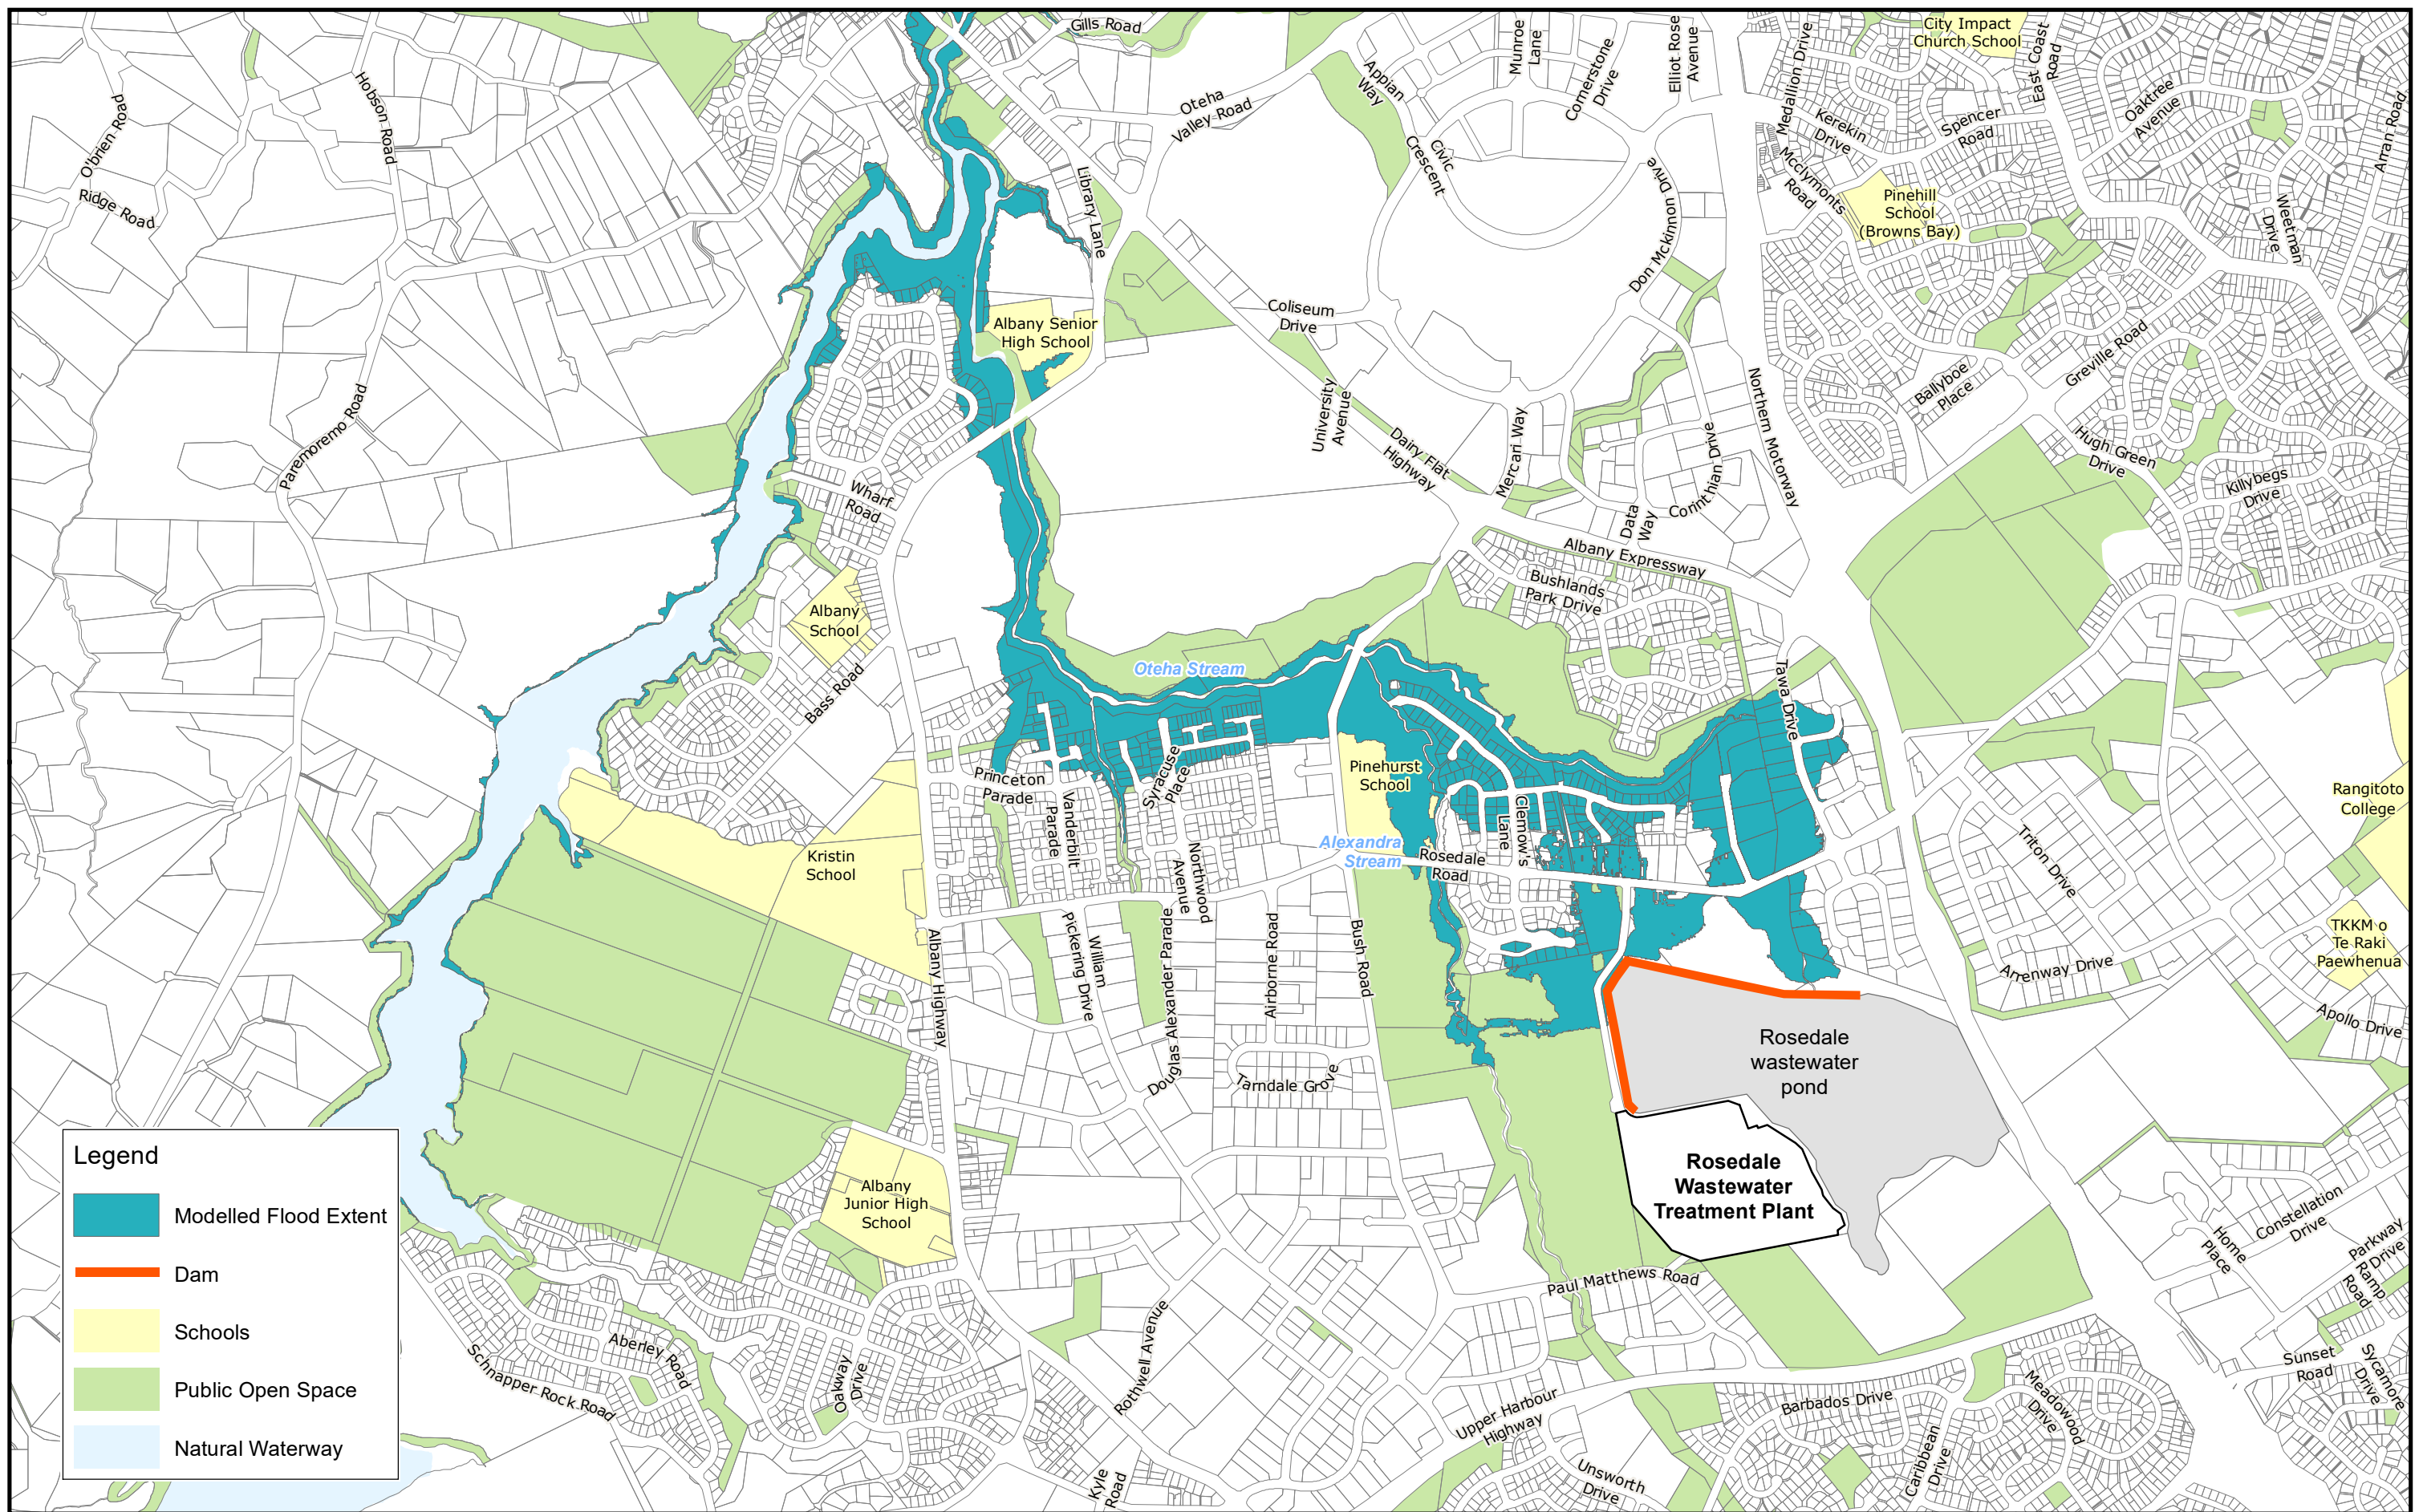 Gills Road
Munroe
Lane
Cornerstone
Drive
Elliot Rose
Avenue
Medallion Drive
City Impact
Church School
East Coast
Road
Oaktree
Avenue
Arran Road
O'brien Road
Hobson Road
Ridge Road
Oteha
Valley Road
Appian
Way
Civic
Crescent
Kerekin
Drive
Spencer
Road
Mcclymonts
Road
Pinehill
School
(Browns Bay)
Weetman
Drive
Library Lane
Don Mckinnon Drive
Albany Senior
High School
Coliseum
Drive
Greville Road
Ballyboe
Place
Northern Motorway
Paremoremo Road
University
Avenue
Dairy Flat
Highway
Mercari Way
Corinthian Drive
Data
Way
Hugh Green
Drive
Killybegs
Drive
Wharf
Road
Albany Expressway
Bushlands
Park Drive
Albany
School
Bass Road
Oteha Stream
Tawa Drive
Princeton
Parade
Vanderbilt
Parade
Syracuse
Place
Pinehurst
School
Clemow's
Lane
Rangitoto
College
Alexandra
Stream
Rosedale
Road
Kristin
School
Northwood
Avenue
Triton Drive
Pickering Drive
William
Douglas Alexander Parade
Airborne Road
Bush Road
Albany Highway
TKKM o
Te Raki
Paewhenua
Arrenway Drive
Apollo Drive
Rosedale
wastewater
pond
Tarndale Grove
Rosedale
Wastewater
Treatment Plant
Albany
Junior High
School
Constellation
Drive
Home
Place
Parkway
Drive
Ramp
Road
Paul Matthews Road
Sunset
Road
Sycamore
Drive
Schnapper Rock Road
Aberley Road
Oakway
Drive
Rothwell Avenue
Upper Harbour
Highway
Barbados Drive
Meadowood
Drive
Caribbean
Drive
Unsworth
Drive
Kyle
Road
Legend
Modelled Flood Extent
Dam
Schools
Public Open Space
Natural Waterway